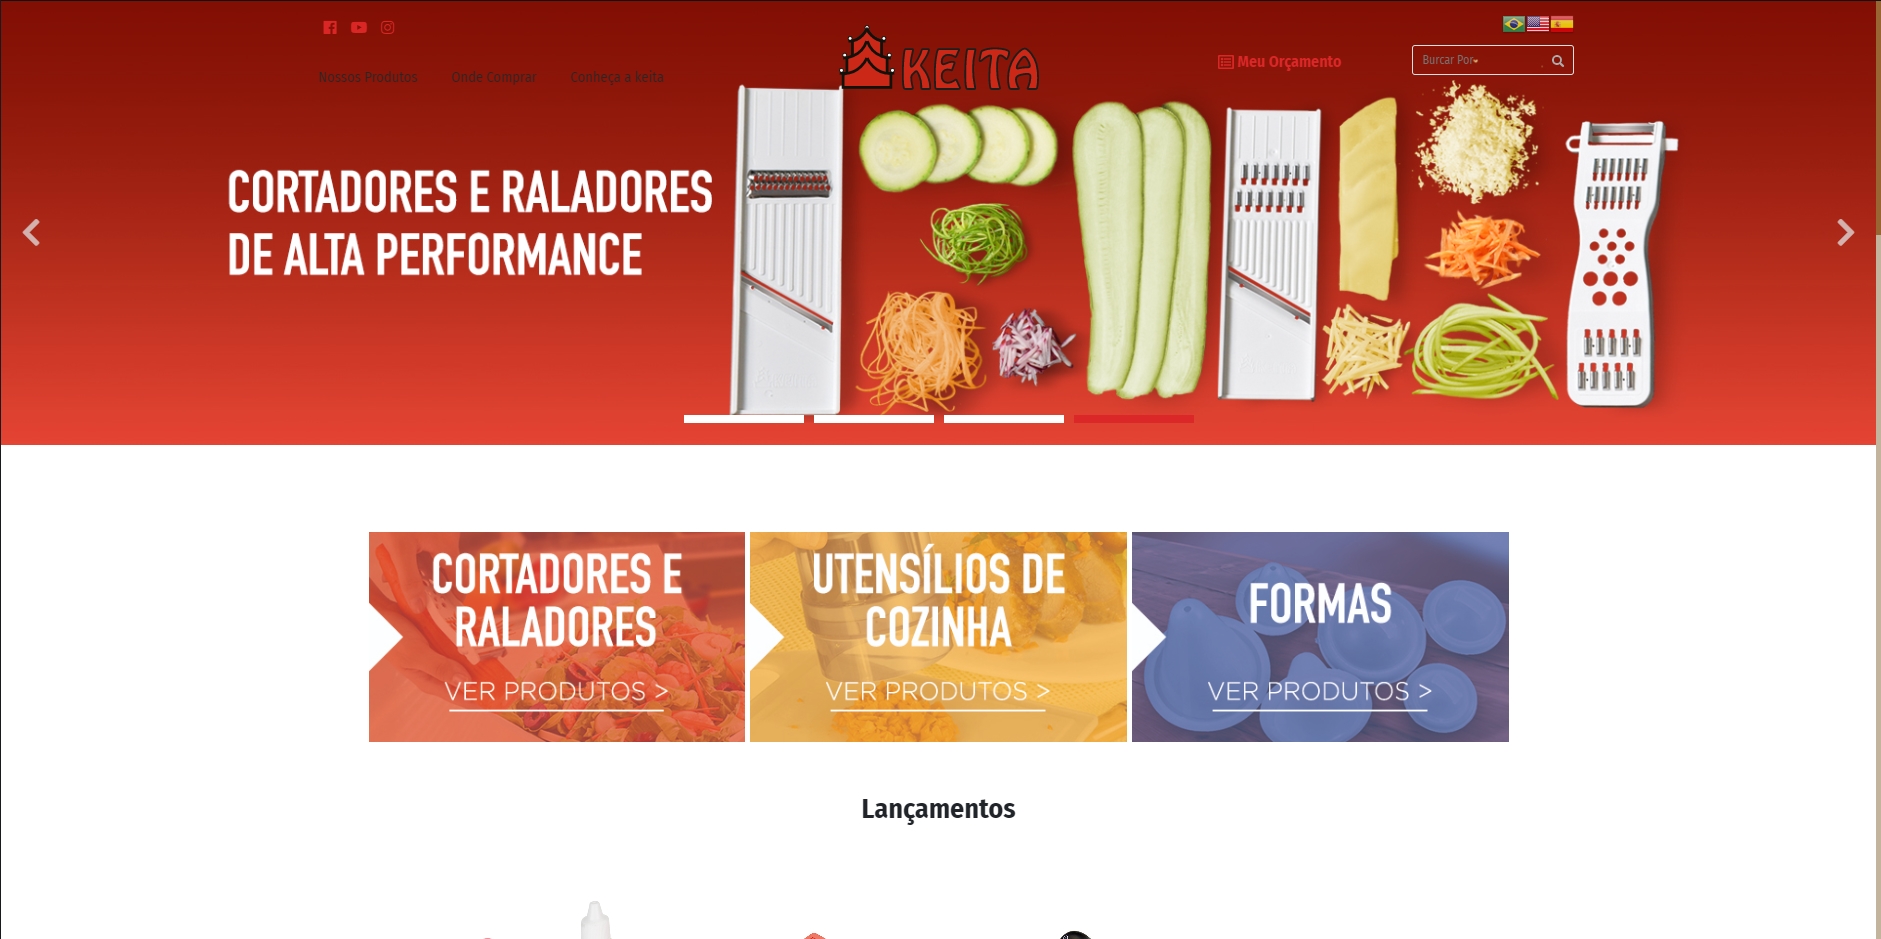 KEITA
Meu Orçamento
Burcar Por
Nossos Produtos
Onde Comprar
Conheça a keita
CORTADORES E RALADORES
DE ALTA PERFORMANCE
CORTADORES E
RALADORES
VER PRODUTOS >
UTENSÍLIOS DE
COZINHA
VER PRODUTOS >
FORMAS
VER PRODUTOS >
Lançamentos